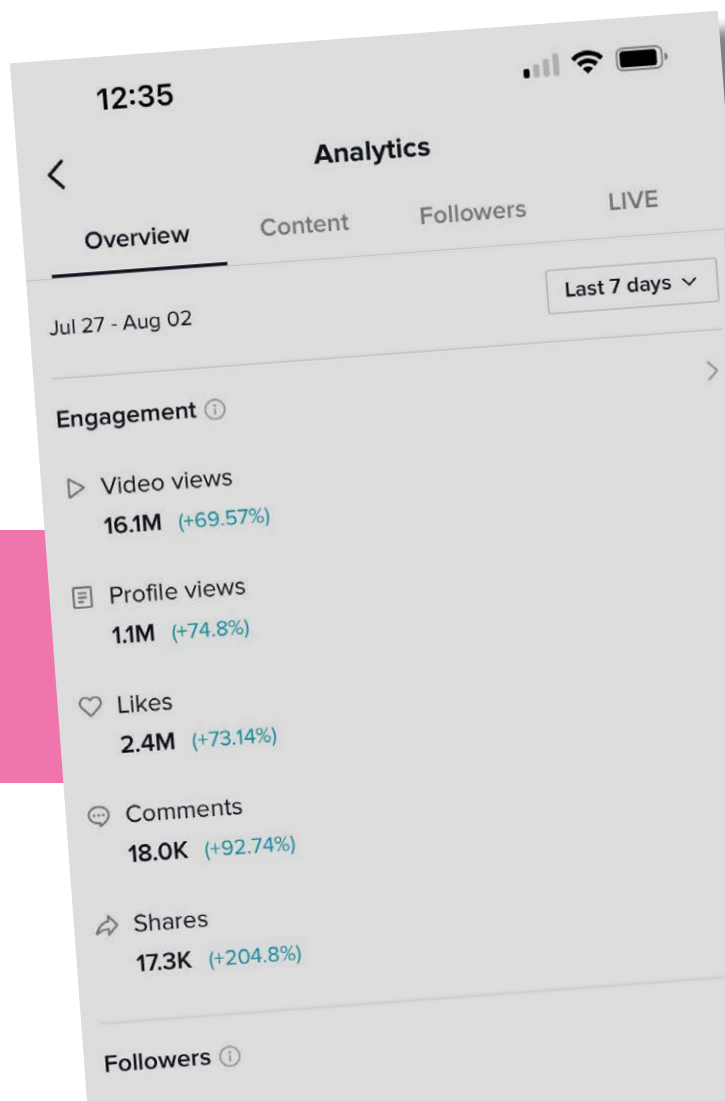 12:35
Analytics
Overview Content Followers LIVE
Jul 27 - Aug 02 Last 7 days
Engagement
Video views
16.1M (+69.57%)
Profile views
1.1M (+74.8%)
Likes
2.4M (+73.14%)
Comments
18.0K (+92.74%)
Shares
17.3K (+204.8%)
Followers